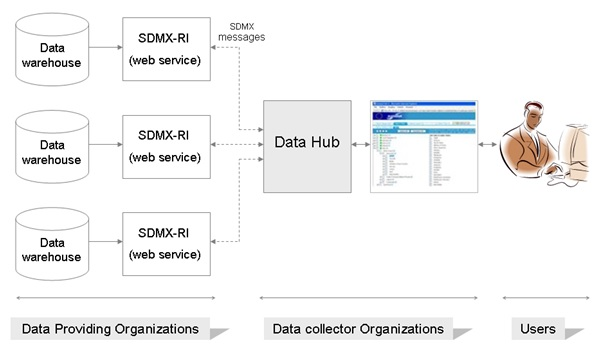 Data
warehouse
SDMX-RI
(web service)
SDMX
messages
Data
warehouse
SDMX-RI
(web service)
Data Hub
Data
warehouse
SDMX-RI
(web service)
Data Providing Organizations
Data collector Organizations
Users